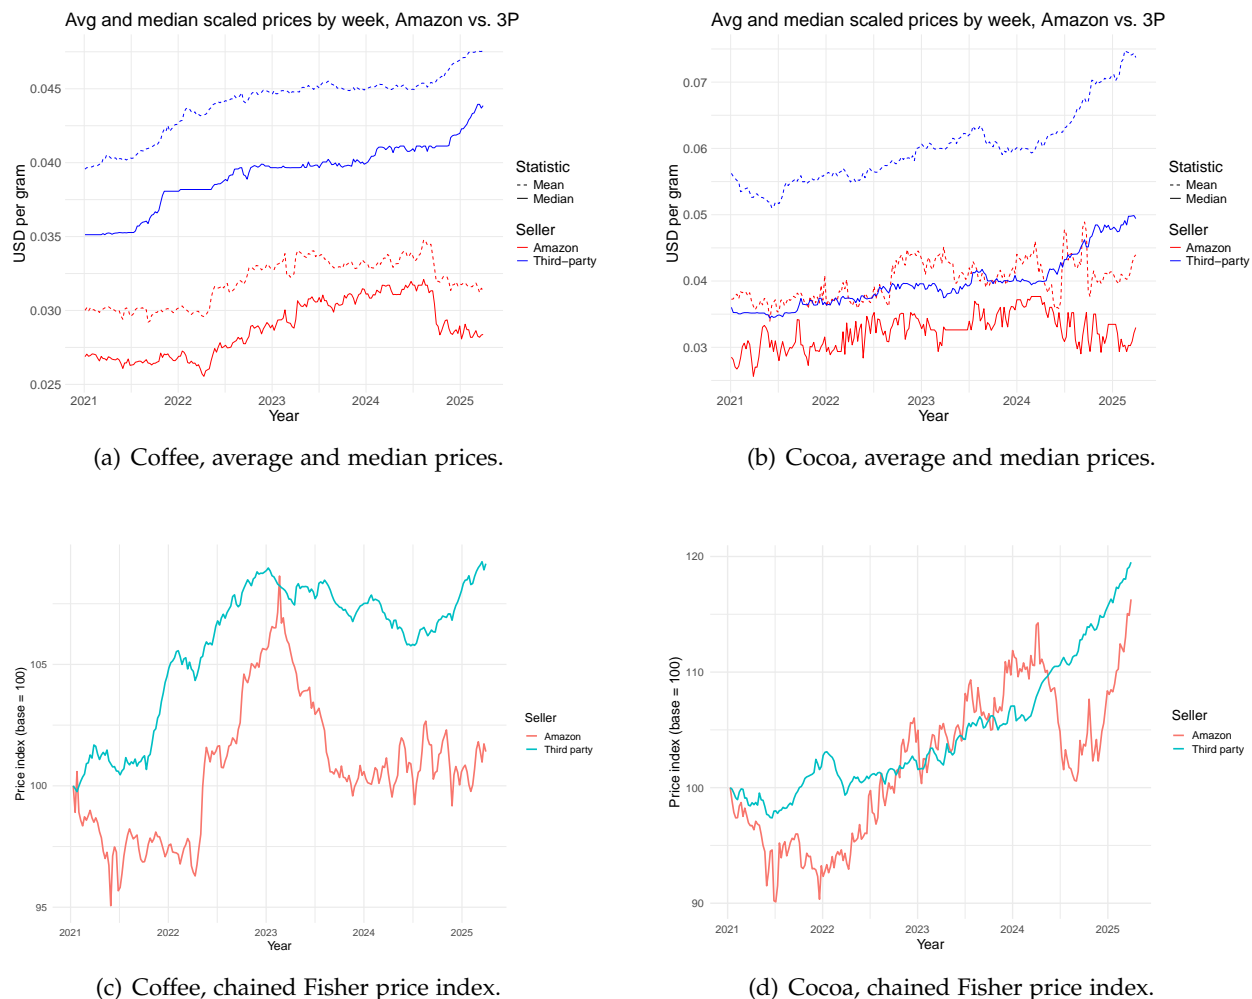 Avg and median scaled prices by week, Amazon vs. 3P
USD per gram
0.045
0.040
0.035
0.030
0.025
2021 2022 2023 2024 2025
Year
Statistic
Mean
Median
Seller
Amazon
Third−party
(a) Coffee, average and median prices.
Avg and median scaled prices by week, Amazon vs. 3P
USD per gram
0.07
0.06
0.05
0.04
0.03
2021 2022 2023 2024 2025
Year
Statistic
Mean
Median
Seller
Amazon
Third−party
(b) Cocoa, average and median prices.
Price index (base = 100)
105
100
95
2021 2022 2023 2024 2025
Year
Seller
Amazon
Third party
(c) Coffee, chained Fisher price index.
Price index (base = 100)
120
110
100
90
2021 2022 2023 2024 2025
Year
Seller
Amazon
Third party
(d) Cocoa, chained Fisher price index.